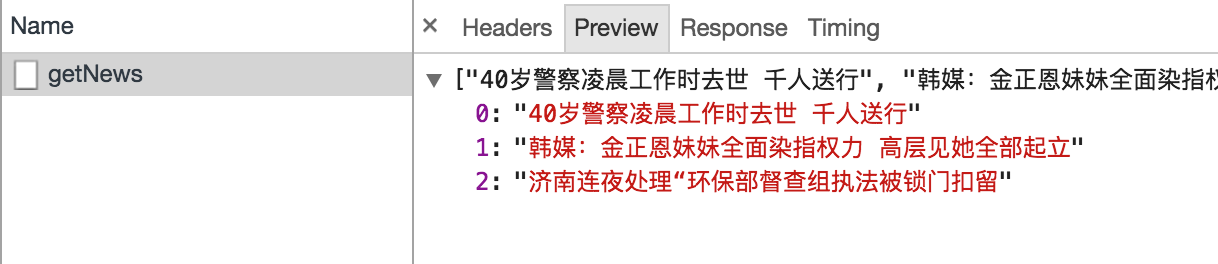 Name
× Headers Preview Response Timing
getNews
▼ ["40岁警察凌晨工作时去世 千人送行", "韩媒：金正恩妹妹全面染指权
0: "40岁警察凌晨工作时去世 千人送行"
1: "韩媒：金正恩妹妹全面染指权力 高层见她全部起立"
2: "济南连夜处理“环保部督查组执法被锁门扣留"